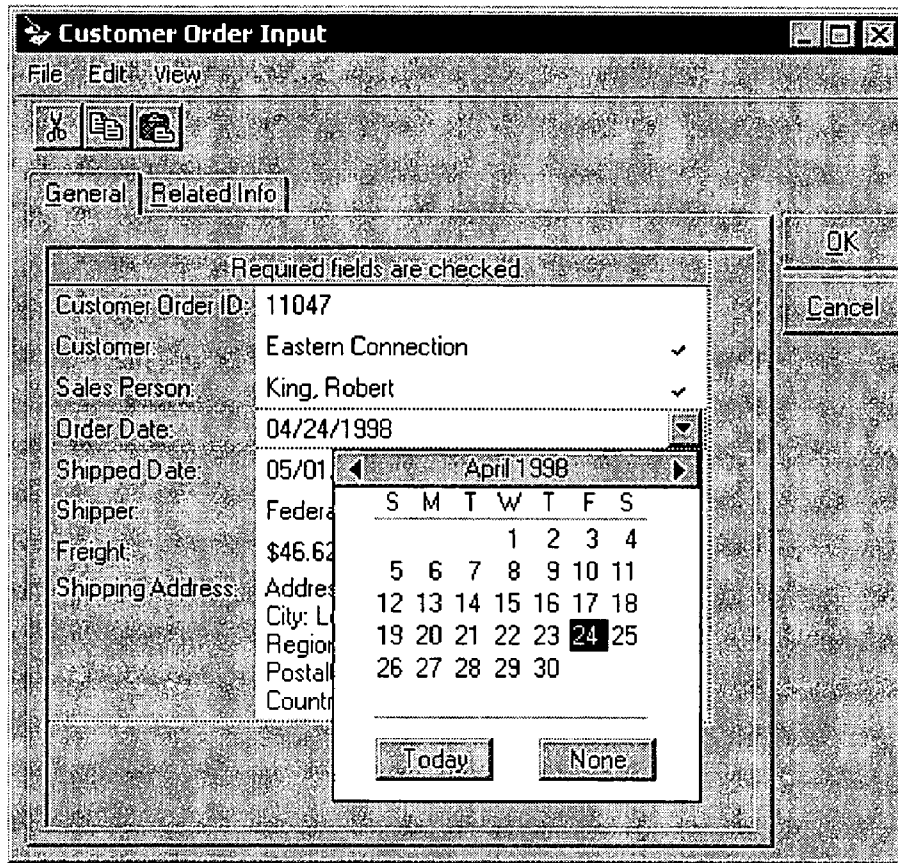 Customer Order Input
File Edit View
General Related Info
OK
Cancel
Required fields are checked.
Customer Order ID: 11047
Customer: Eastern Connection
Sales Person: King, Robert
Order Date: 04/24/1998
Shipped Date: 05/01
Shipper: Federa
Freight: $46.62
Shipping Address: Addres
City: L
Region
Postal
Countr
April 1998
S M T W T F S
1 2 3 4
5 6 7 8 9 10 11
12 13 14 15 16 17 18
19 20 21 22 23 24 25
26 27 28 29 30
Today None